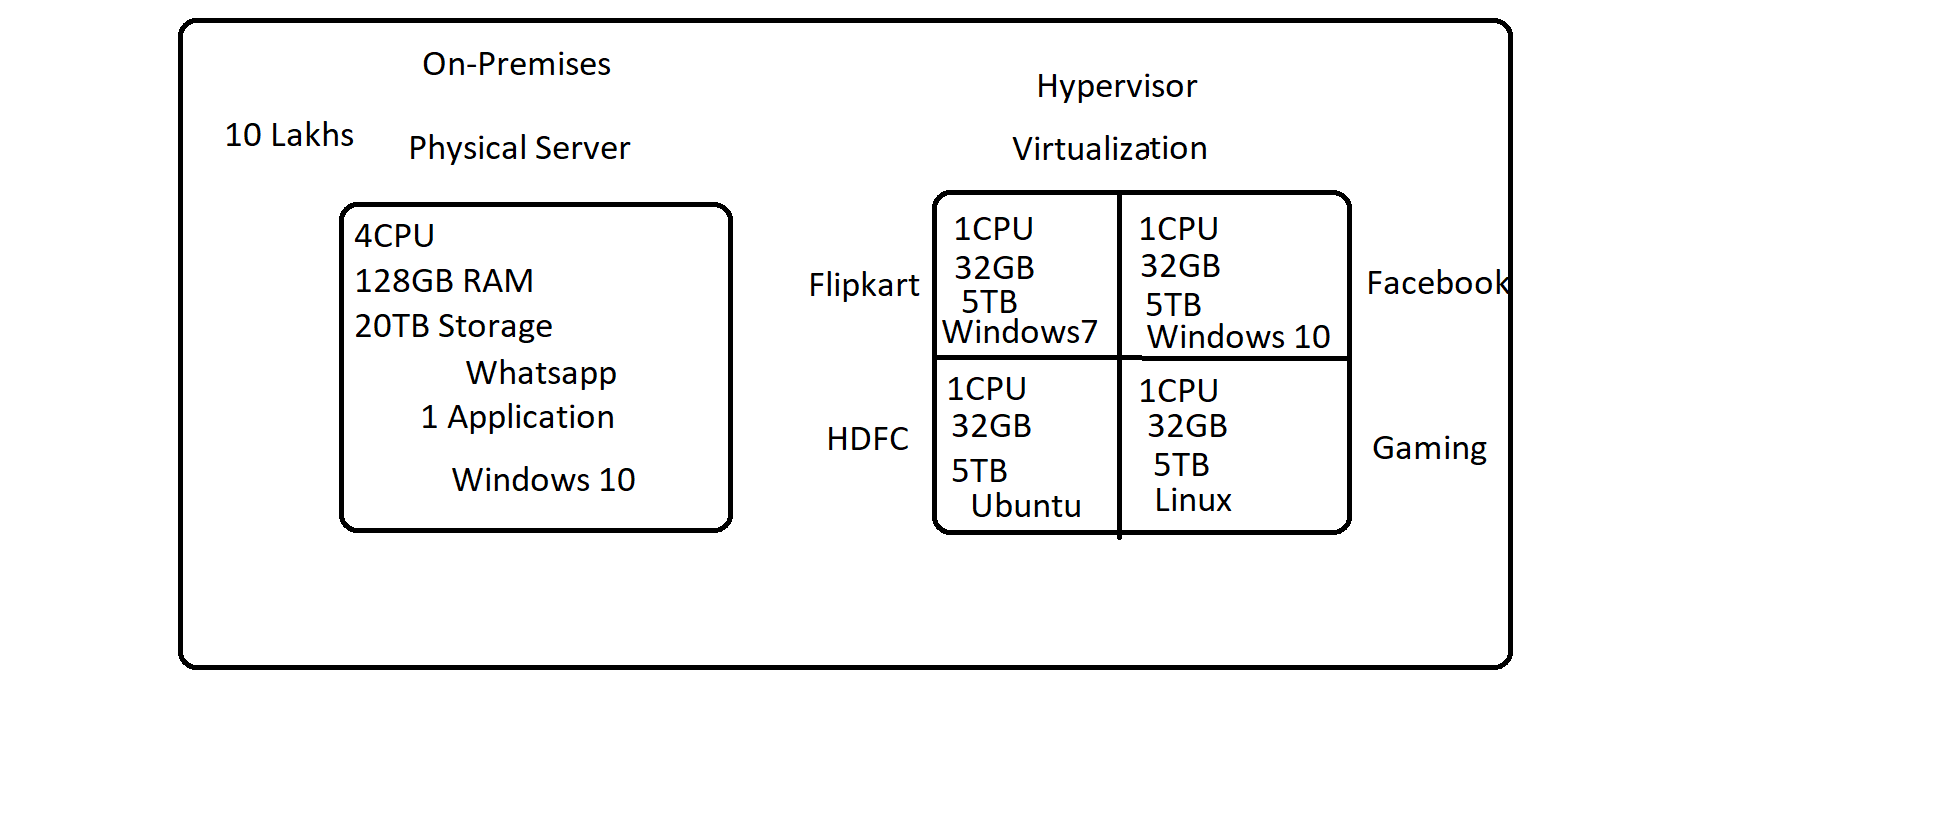 On-Premises
10 Lakhs
Physical Server
4CPU
128GB RAM
20TB Storage
Whatsapp
1 Application
Windows 10
Hypervisor
Virtualization
Flipkart
1CPU
32GB
5TB
Windows7
1CPU
32GB
5TB
Windows 10
Facebook
HDFC
1CPU
32GB
5TB
Ubuntu
1CPU
32GB
5TB
Linux
Gaming